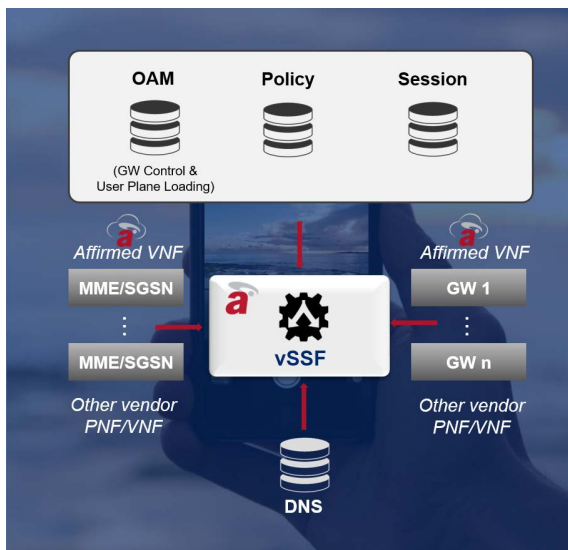 OAM
Policy
Session
(GW Control &
User Plane Loading)
a
Affirmed VNF
a
Affirmed VNF
MME/SGSN
GW 1
a
vSSF
MME/SGSN
GW n
Other vendor
PNF/VNF
Other vendor
PNF/VNF
DNS